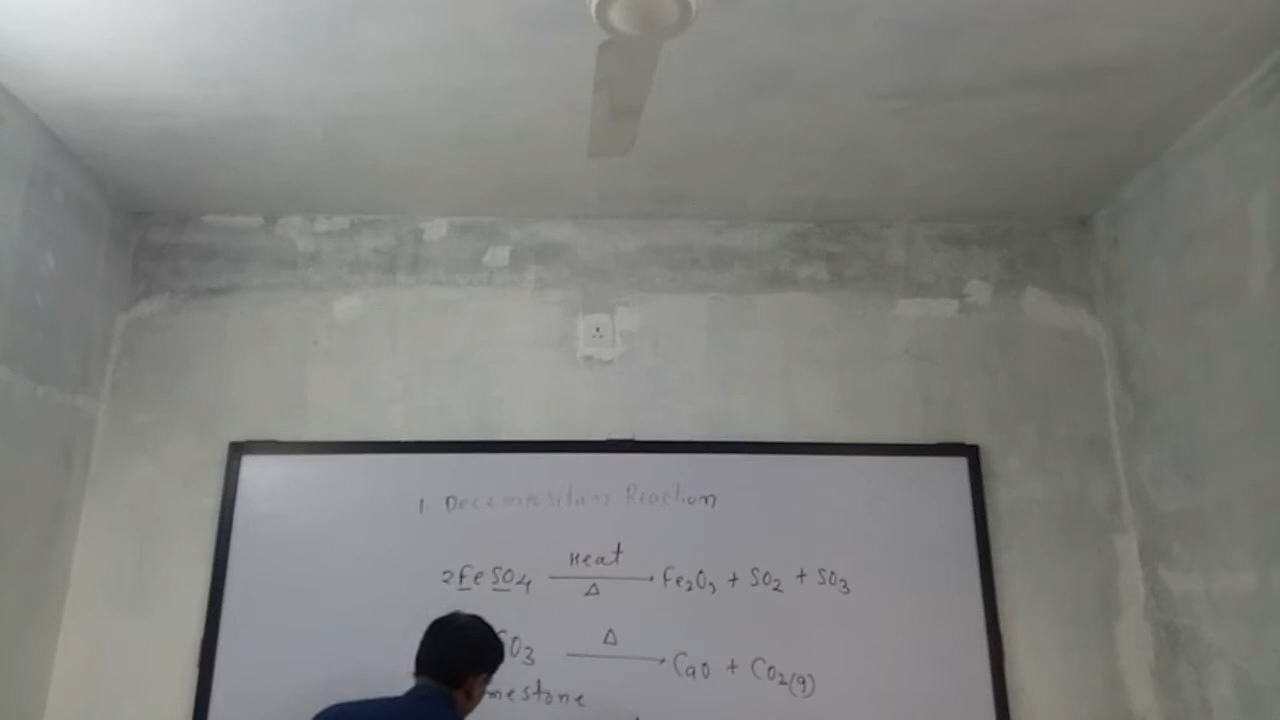 1. Decomposition Reaction
Heat
2FeSO4 → Fe2O3 + SO2 + SO3
Δ
Δ
O3 → CaO + CO2(g)
mestone